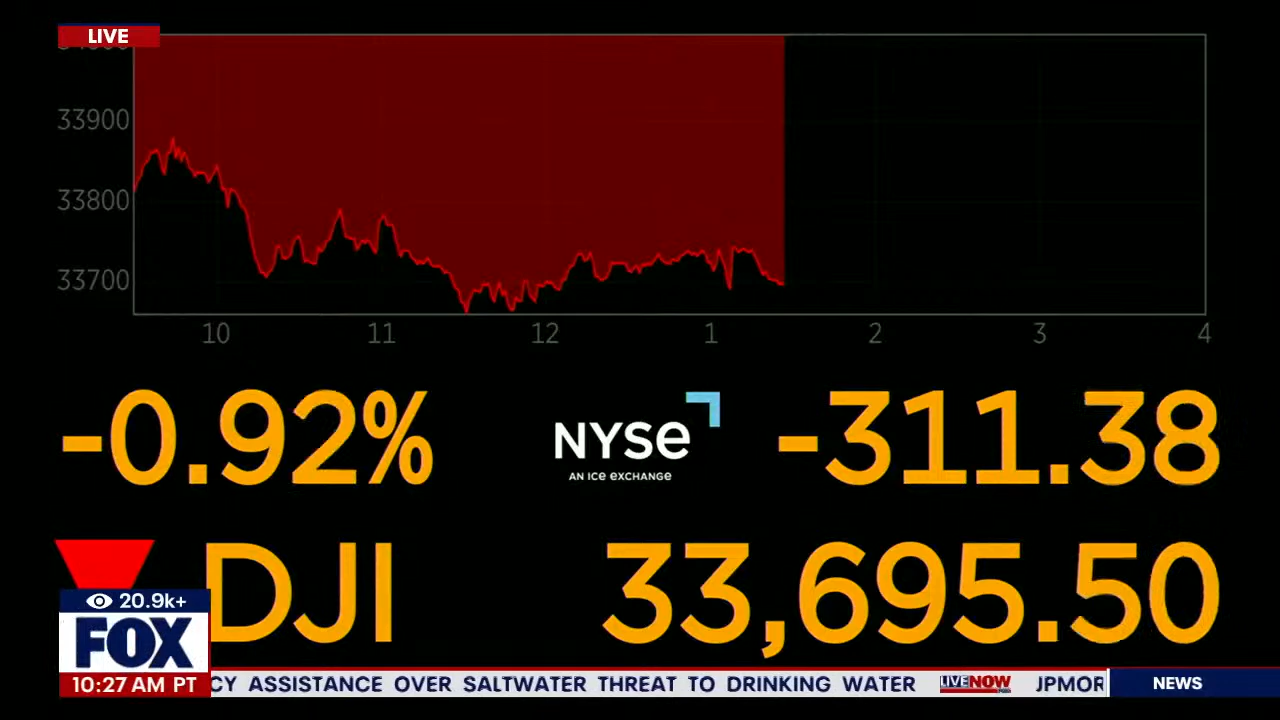 LIVE
33900
33800
33700
10 11 12 1 2 3 4
-0.92% NYSE -311.38
AN ICE EXCHANGE
DJI 33,695.50
20.9k+
FOX
10:27 AM PT CY ASSISTANCE OVER SALTWATER THREAT TO DRINKING WATER LIVENOW FOX JPMOR NEWS